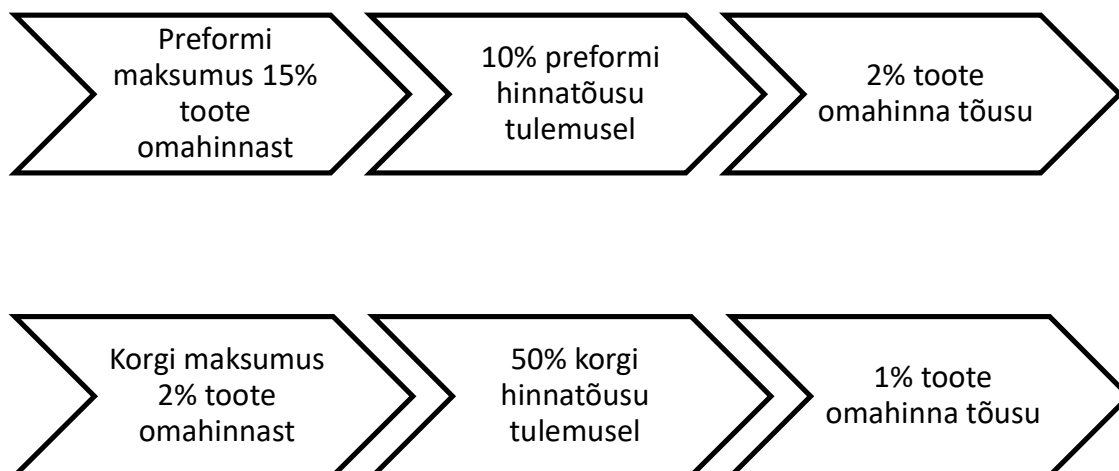 Preformi
maksumus 15%
toote
omahinnast
10% preformi
hinnatõusu
tulemusel
2% toote
omahinna tõusu
Korgi maksumus
2% toote
omahinnast
50% korgi
hinnatõusu
tulemusel
1% toote
omahinna tõusu